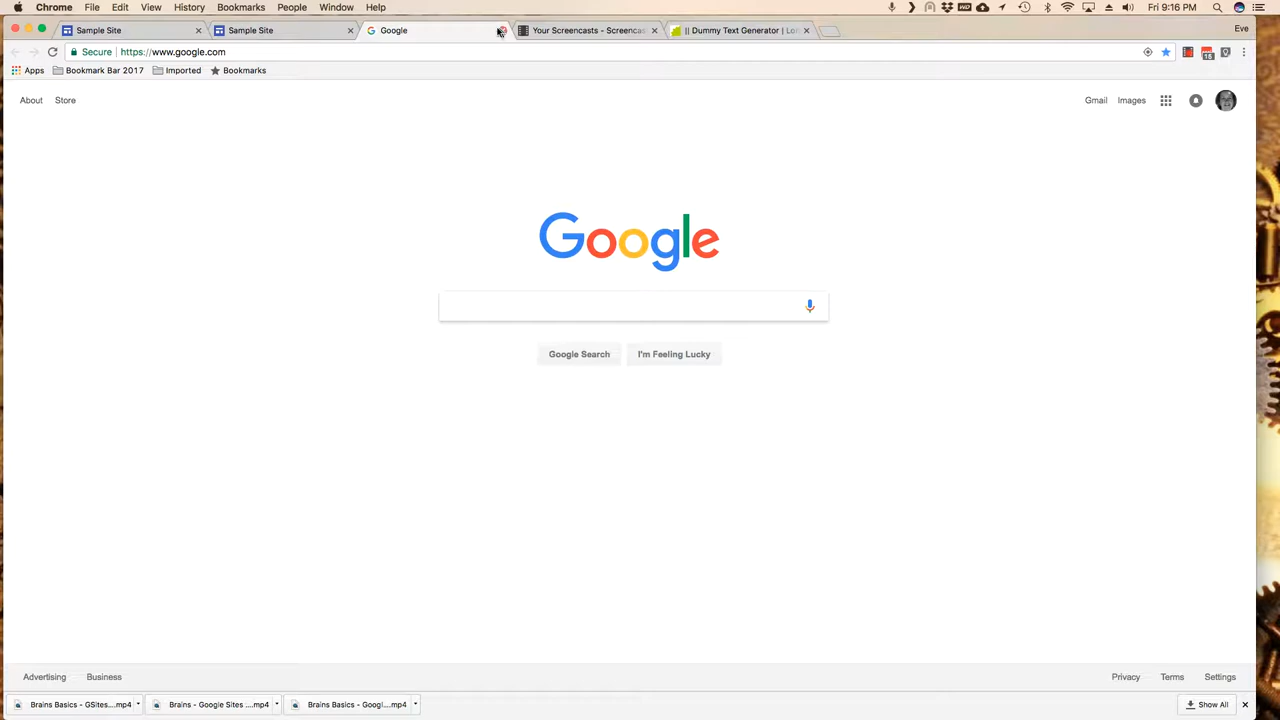 Chrome File Edit View History Bookmarks People Window Help Fri 9:16 PM
Sample Site Sample Site Google Your Screencasts - Screencas || Dummy Text Generator | Lor Eve
Secure https://www.google.com 15
Apps Bookmark Bar 2017 Imported Bookmarks
About Store Gmail Images
Google
Google Search I'm Feeling Lucky
Advertising Business Privacy Terms Settings
Brains Basics - GSites....mp4 Brains - Google Sites ....mp4 Brains Basics - Googl....mp4 Show All